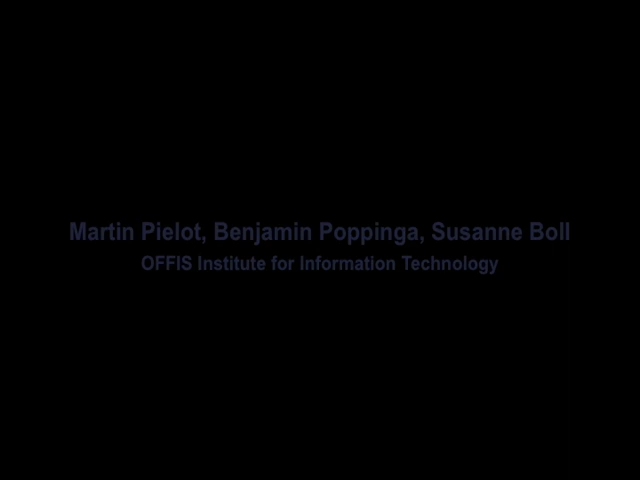 Martin Pielot, Benjamin Poppinga, Susanne Boll
OFFIS Institute for Information Technology